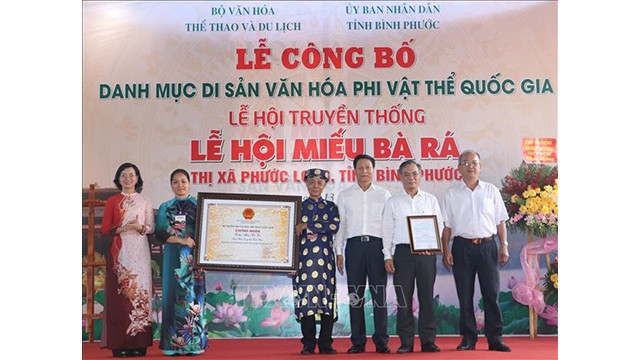 BỘ VĂN HÓA
THỂ THAO VÀ DU LỊCH
ỦY BAN NHÂN DÂN
TỈNH BÌNH PHƯỚC
LỄ CÔNG BỐ
DANH MỤC DI SẢN VĂN HÓA PHI VẬT THỂ QUỐC GIA
LỄ HỘI TRUYỀN THỐNG
LỄ HỘI MIẾU BÀ RÁ
THỊ XÃ PHƯỚC LONG, TỈNH BÌNH PHƯỚC
CHỨNG NHẬN